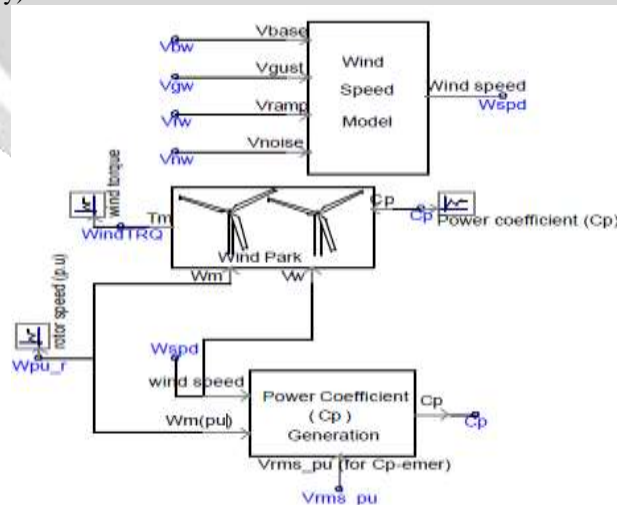 y)
Vbase
Vbw
Vgust
Vgw
Vramp
Vrw
Vnoise
Vnw
Wind
Speed
Model
Wind speed
Wspd
wind torque
Tm
WindTRQ
Wind Park
Cp
Cp
Power coefficient (Cp)
Wm
Vw
rotor speed (p.u)
Wpu_r
Wspd
wind speed
Wm(pu)
Power Coefficient
( Cp )
Generation
Cp
Cp
Vrms_pu (for Cp-emer)
Vrms_pu